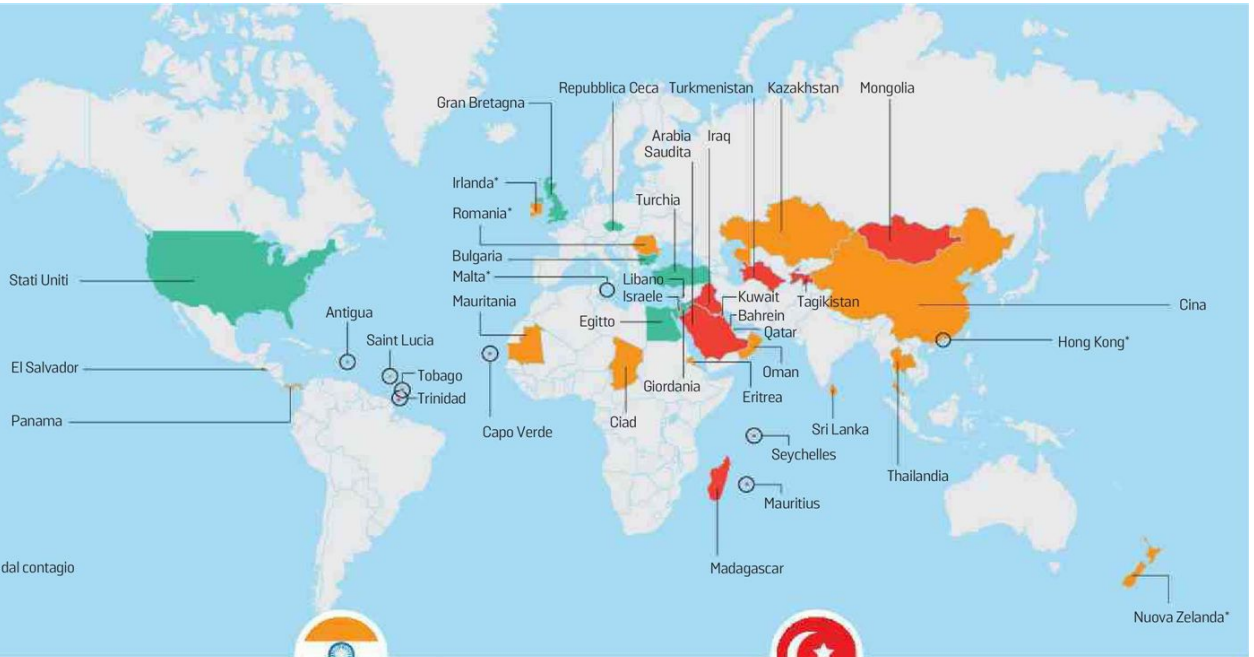 Repubblica Ceca
Turkmenistan
Kazakhstan
Mongolia
Gran Bretagna
Arabia
Saudita
Iraq
Irlanda*
Turchia
Romania*
Bulgaria
Malta*
Libano
Stati Uniti
Israele
Kuwait
Tagikistan
Mauritania
Cina
Antigua
Egitto
Bahrein
Qatar
Saint Lucia
Hong Kong*
El Salvador
Tobago
Oman
Giordania
Trinidad
Eritrea
Panama
Ciad
Capo Verde
Sri Lanka
Seychelles
Thailandia
Mauritius
dal contagio
Madagascar
Nuova Zelanda*